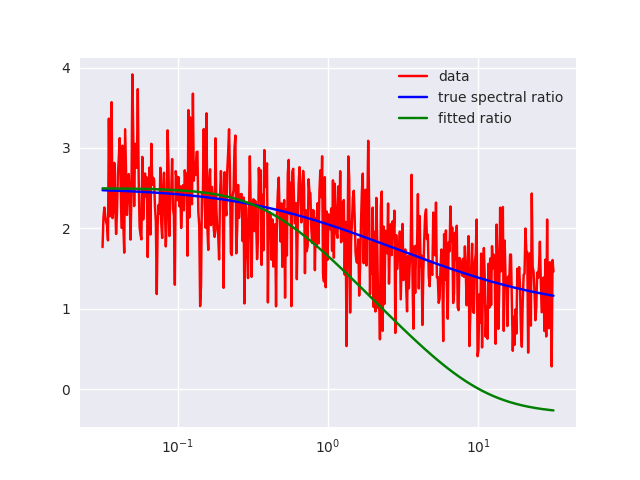 4
3
2
1
0
10⁻¹
10⁰
10¹
data
true spectral ratio
fitted ratio